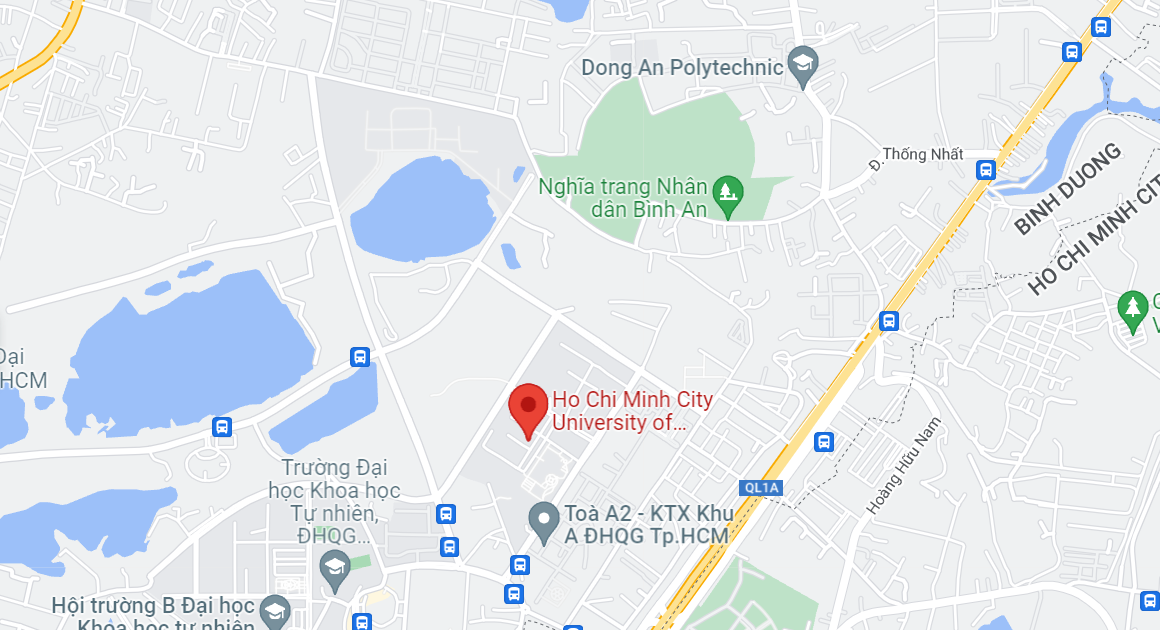 Dong An Polytechnic
Đ. Thống Nhất
BINH DUONG
HO CHI MINH CIT
Nghĩa trang Nhân
dân Bình An
Đại
HCM
Ho Chi Minh City
University of...
Trường Đại
học Khoa học
Tự nhiên,
ĐHQG...
QL1A
Hoàng Hữu Nam
Toà A2 - KTX Khu
A ĐHQG Tp.HCM
Hội trường B Đại học
Khoa học tự nhiên